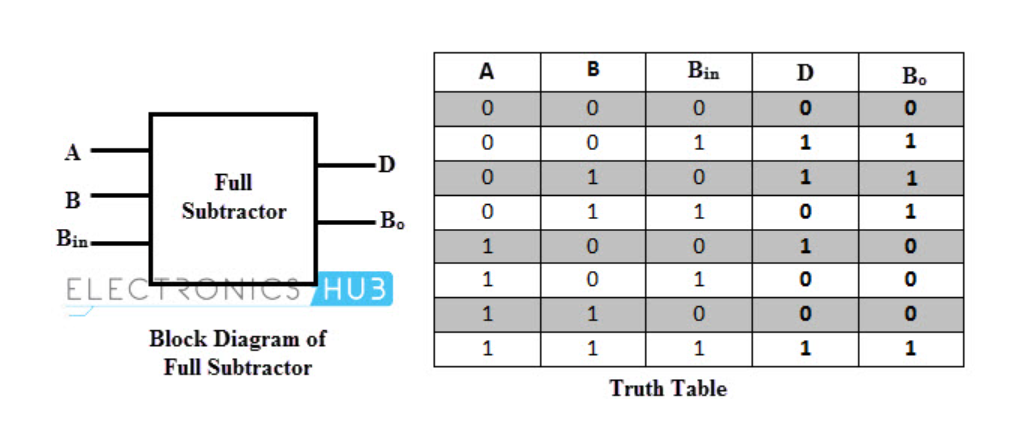 A
B
Bin
Full
Subtractor
D
Bo
ELECTRONICS HUB
Block Diagram of
Full Subtractor
A B Bin D Bo
0 0 0 0 0
0 0 1 1 1
0 1 0 1 1
0 1 1 0 1
1 0 0 1 0
1 0 1 0 0
1 1 0 0 0
1 1 1 1 1
Truth Table